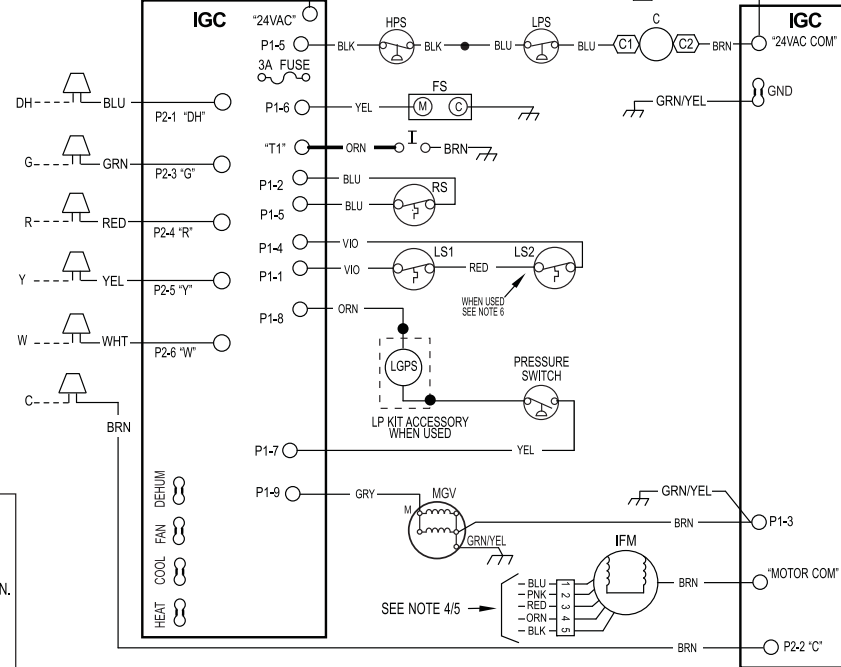 IGC
"24VAC"
P1-5
BLK
HPS
BLK
BLU
LPS
BLU
C1
C
C2
BRN
IGC
"24VAC COM"
3A FUSE
GND
GRN/YEL
DH
BLU
P2-1 "DH"
P1-6
YEL
FS
M
C
G
GRN
P2-3 "G"
"T1"
ORN
BRN
P1-2
BLU
P1-5
BLU
RS
R
RED
P2-4 "R"
P1-4
VIO
P1-1
VIO
LS1
RED
LS2
WHEN USED
SEE NOTE 6
Y
YEL
P2-5 "Y"
P1-8
ORN
W
WHT
P2-6 "W"
LGPS
LP KIT ACCESSORY
WHEN USED
PRESSURE
SWITCH
C
BRN
P1-7
YEL
DEHUM
FAN
COOL
HEAT
P1-9
GRY
M
MGV
GRN/YEL
GRN/YEL
BRN
P1-3
IFM
BLU
PNK
RED
ORN
BLK
1
2
3
4
5
SEE NOTE 4/5
BRN
"MOTOR COM"
BRN
P2-2 "C"
N.